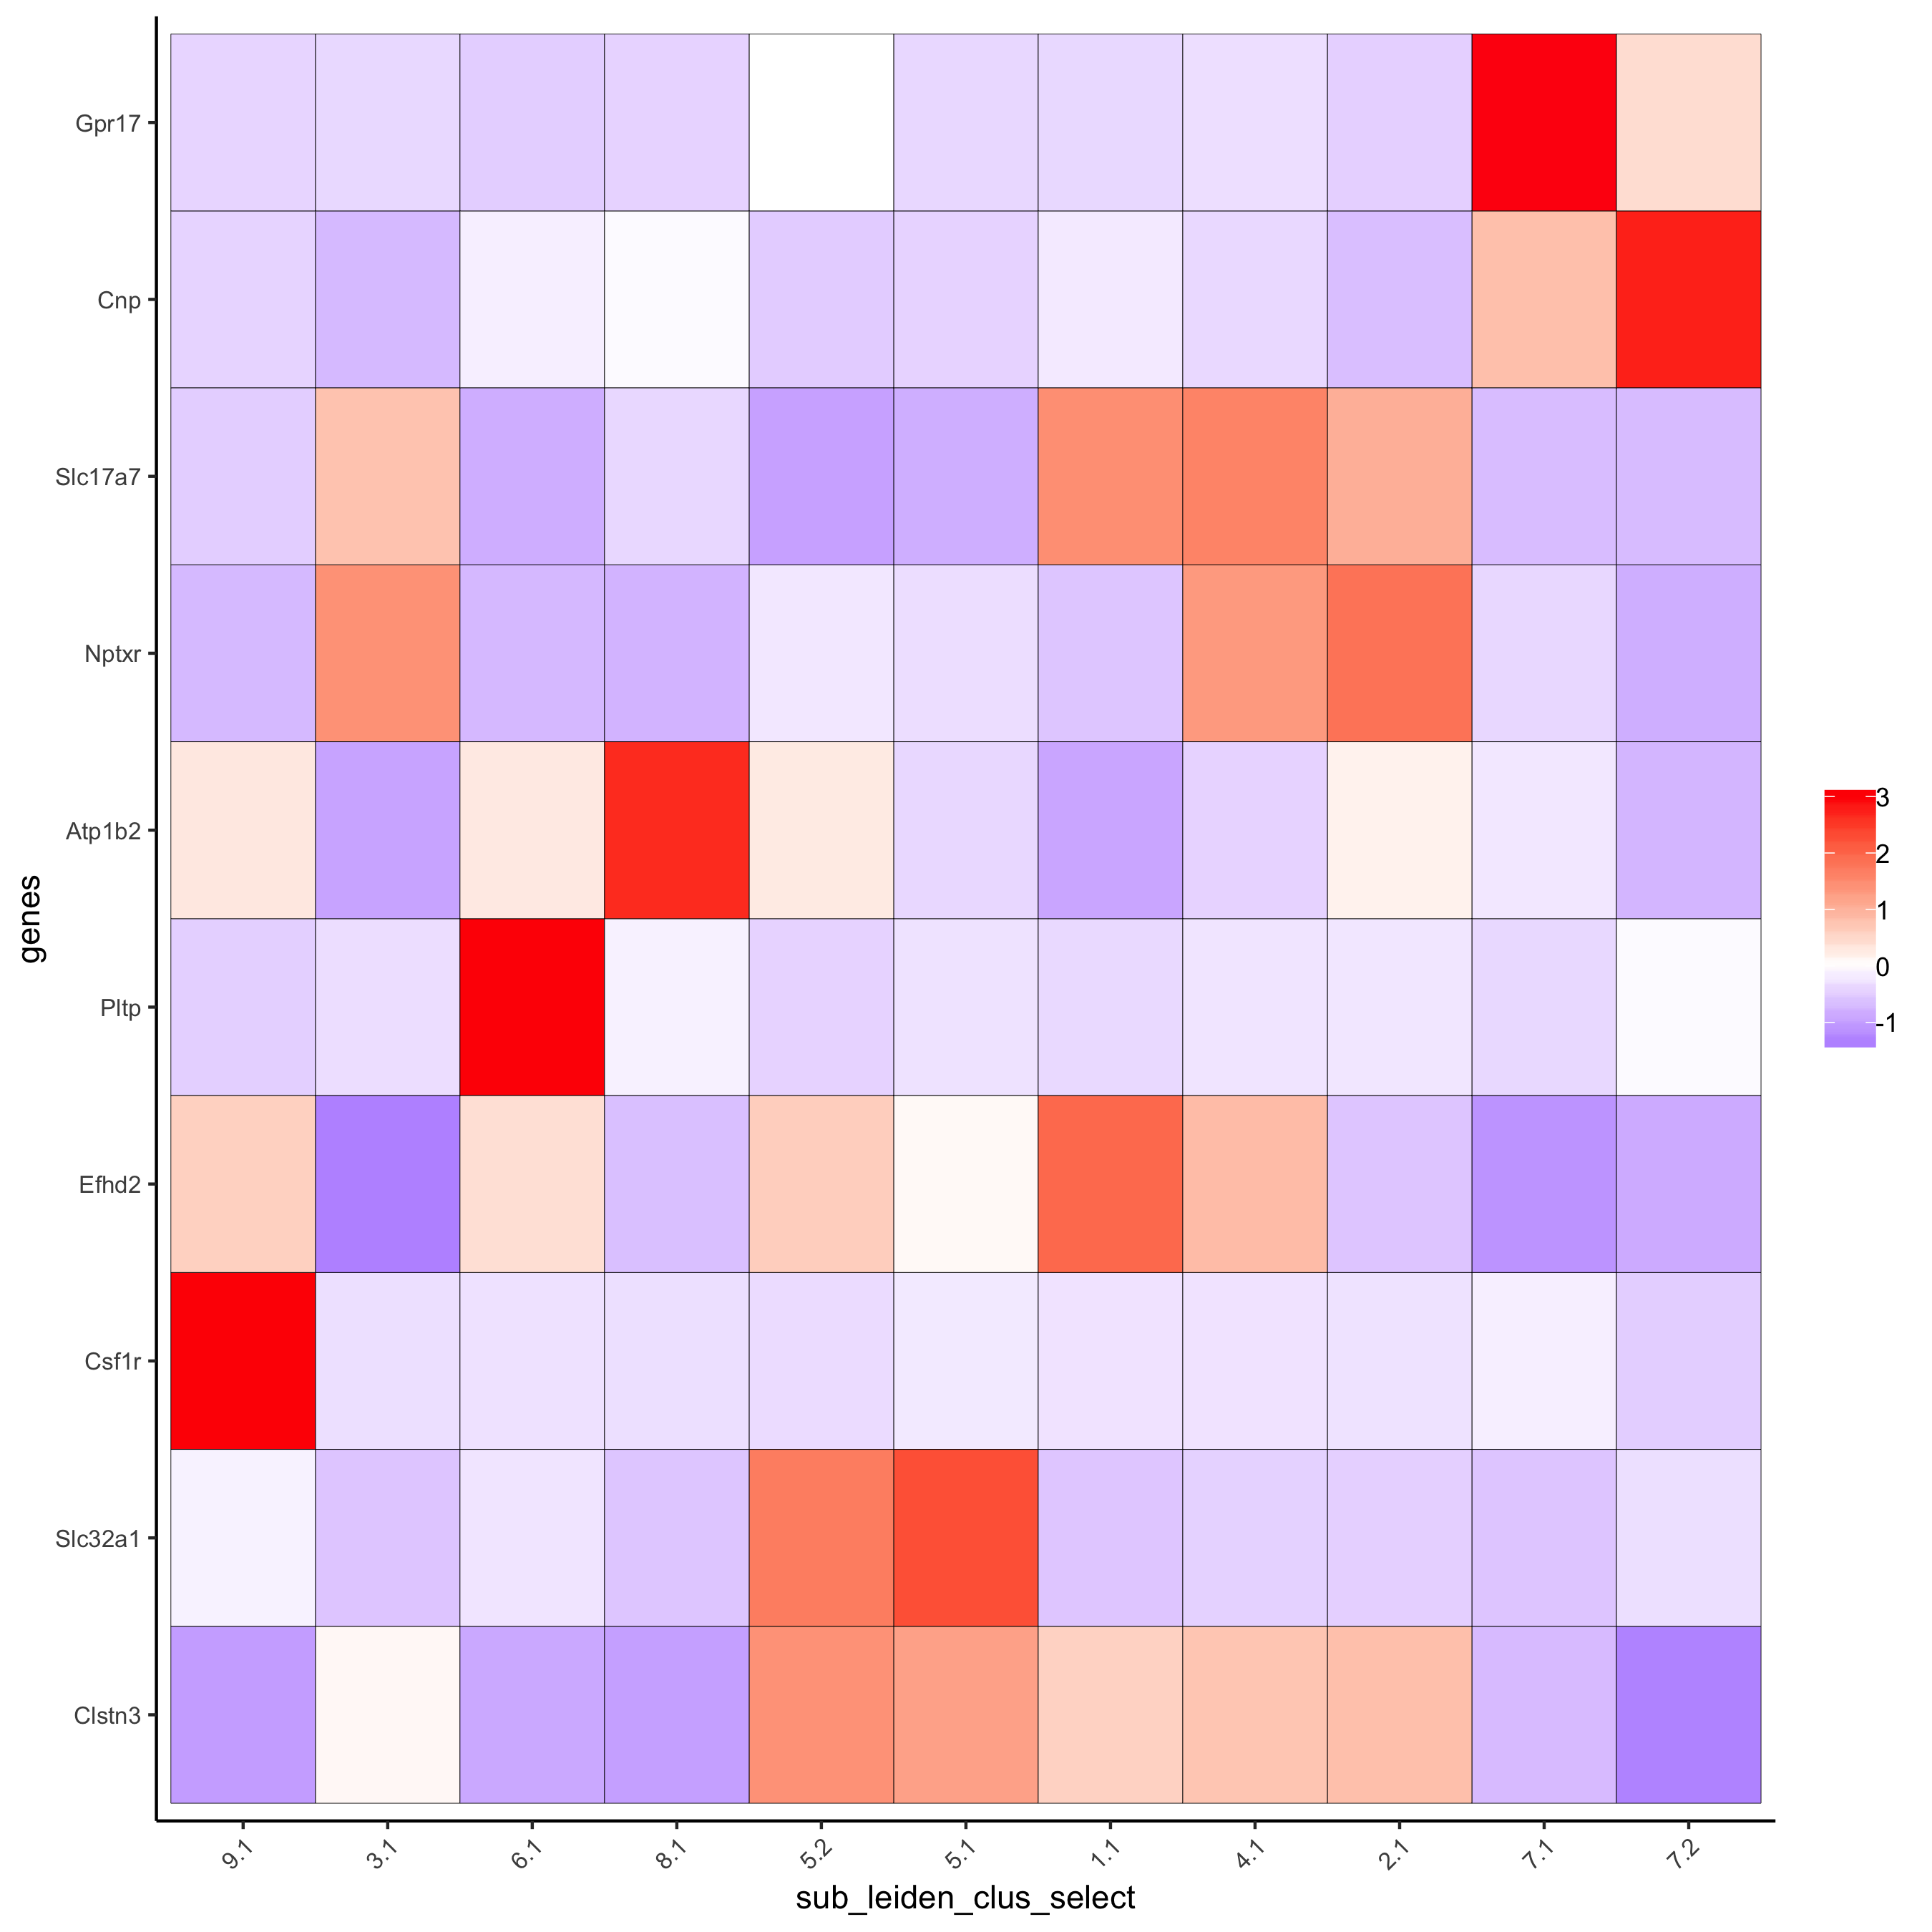 Gpr17
Cnp
Slc17a7
Nptxr
Atp1b2
Pltp
Efhd2
Csf1r
Slc32a1
Clstn3
genes
9.1
3.1
6.1
8.1
5.2
5.1
1.1
4.1
2.1
7.1
7.2
sub_leiden_clus_select
3
2
1
0
-1